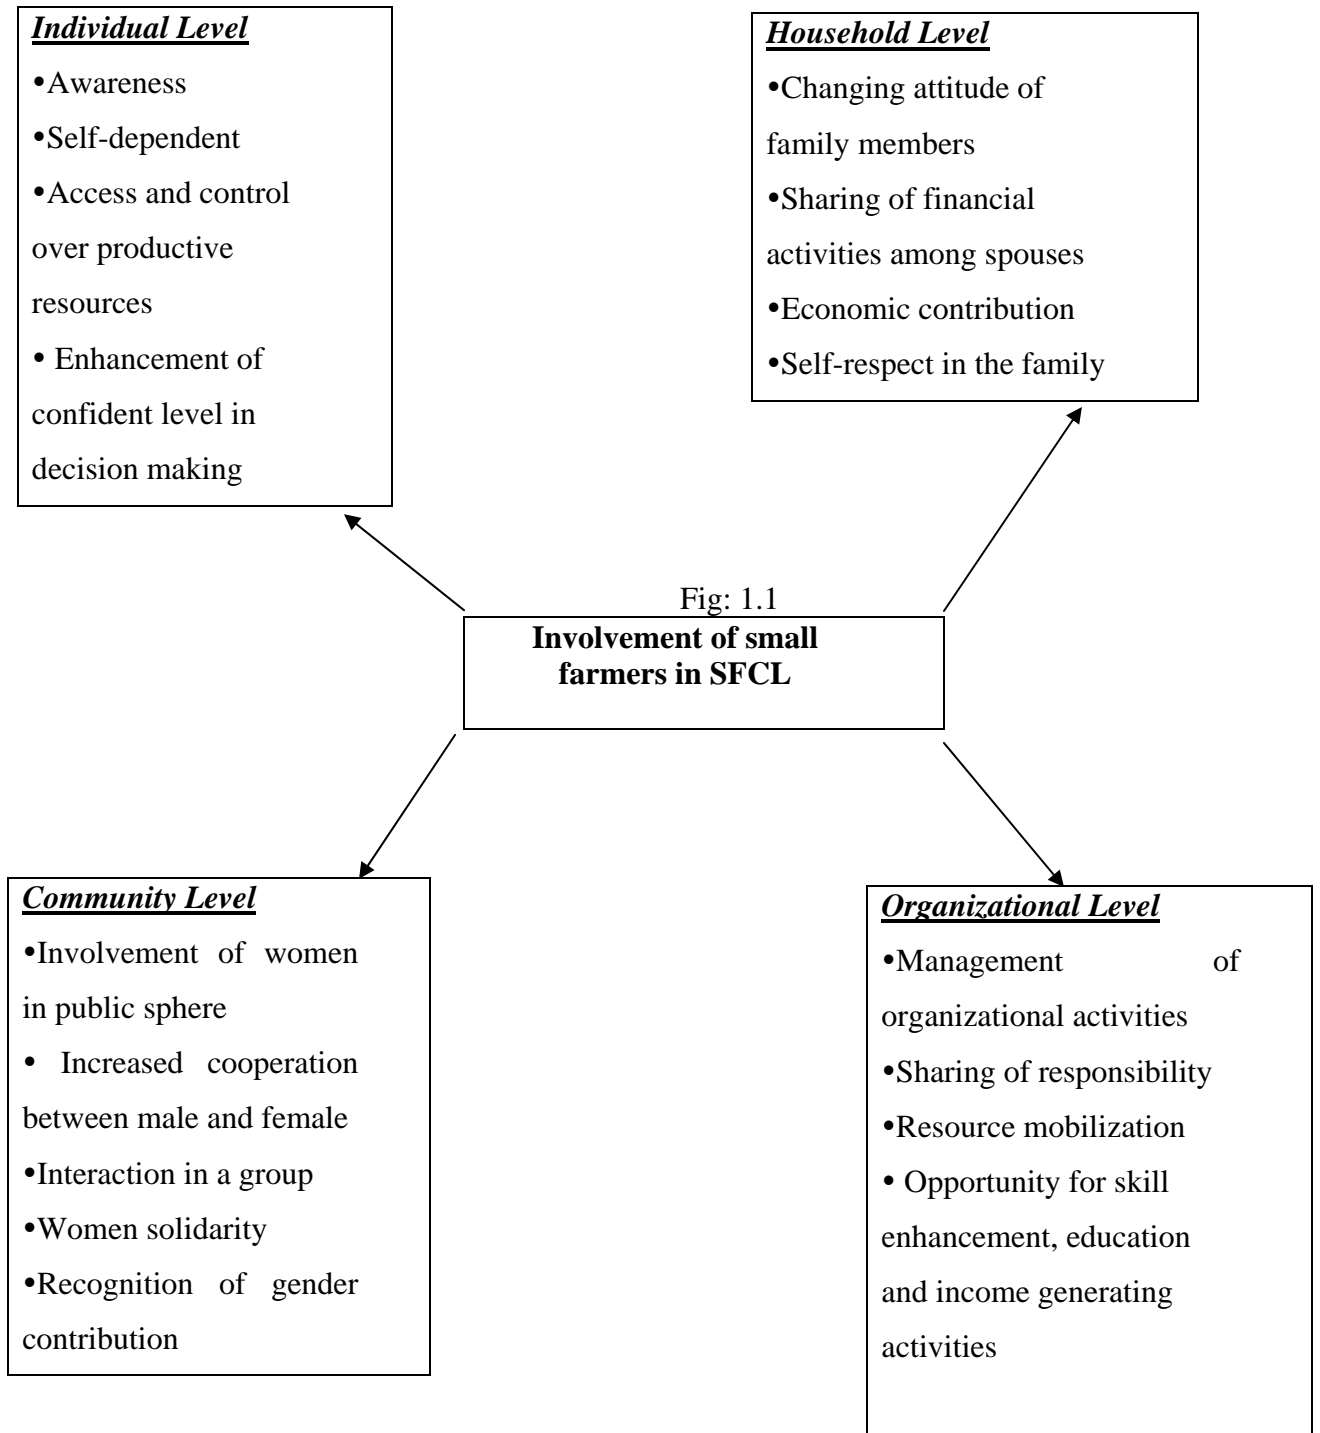 Individual Level
•Awareness
•Self-dependent
•Access and control
over productive
resources
• Enhancement of
confident level in
decision making
Household Level
•Changing attitude of
family members
•Sharing of financial
activities among spouses
•Economic contribution
•Self-respect in the family
Fig: 1.1
Involvement of small
farmers in SFCL
Community Level
•Involvement of women
in public sphere
• Increased cooperation
between male and female
•Interaction in a group
•Women solidarity
•Recognition of gender
contribution
Organizational Level
•Management of
organizational activities
•Sharing of responsibility
•Resource mobilization
• Opportunity for skill
enhancement, education
and income generating
activities